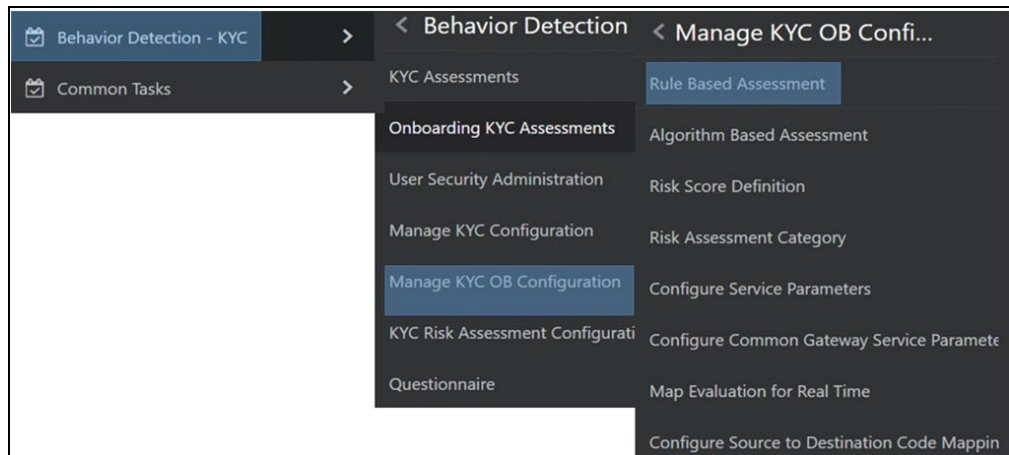 Behavior Detection - KYC
Common Tasks
Behavior Detection
KYC Assessments
Onboarding KYC Assessments
User Security Administration
Manage KYC Configuration
Manage KYC OB Configuration
KYC Risk Assessment Configurati
Questionnaire
Manage KYC OB Confi...
Rule Based Assessment
Algorithm Based Assessment
Risk Score Definition
Risk Assessment Category
Configure Service Parameters
Configure Common Gateway Service Paramete
Map Evaluation for Real Time
Configure Source to Destination Code Mappin